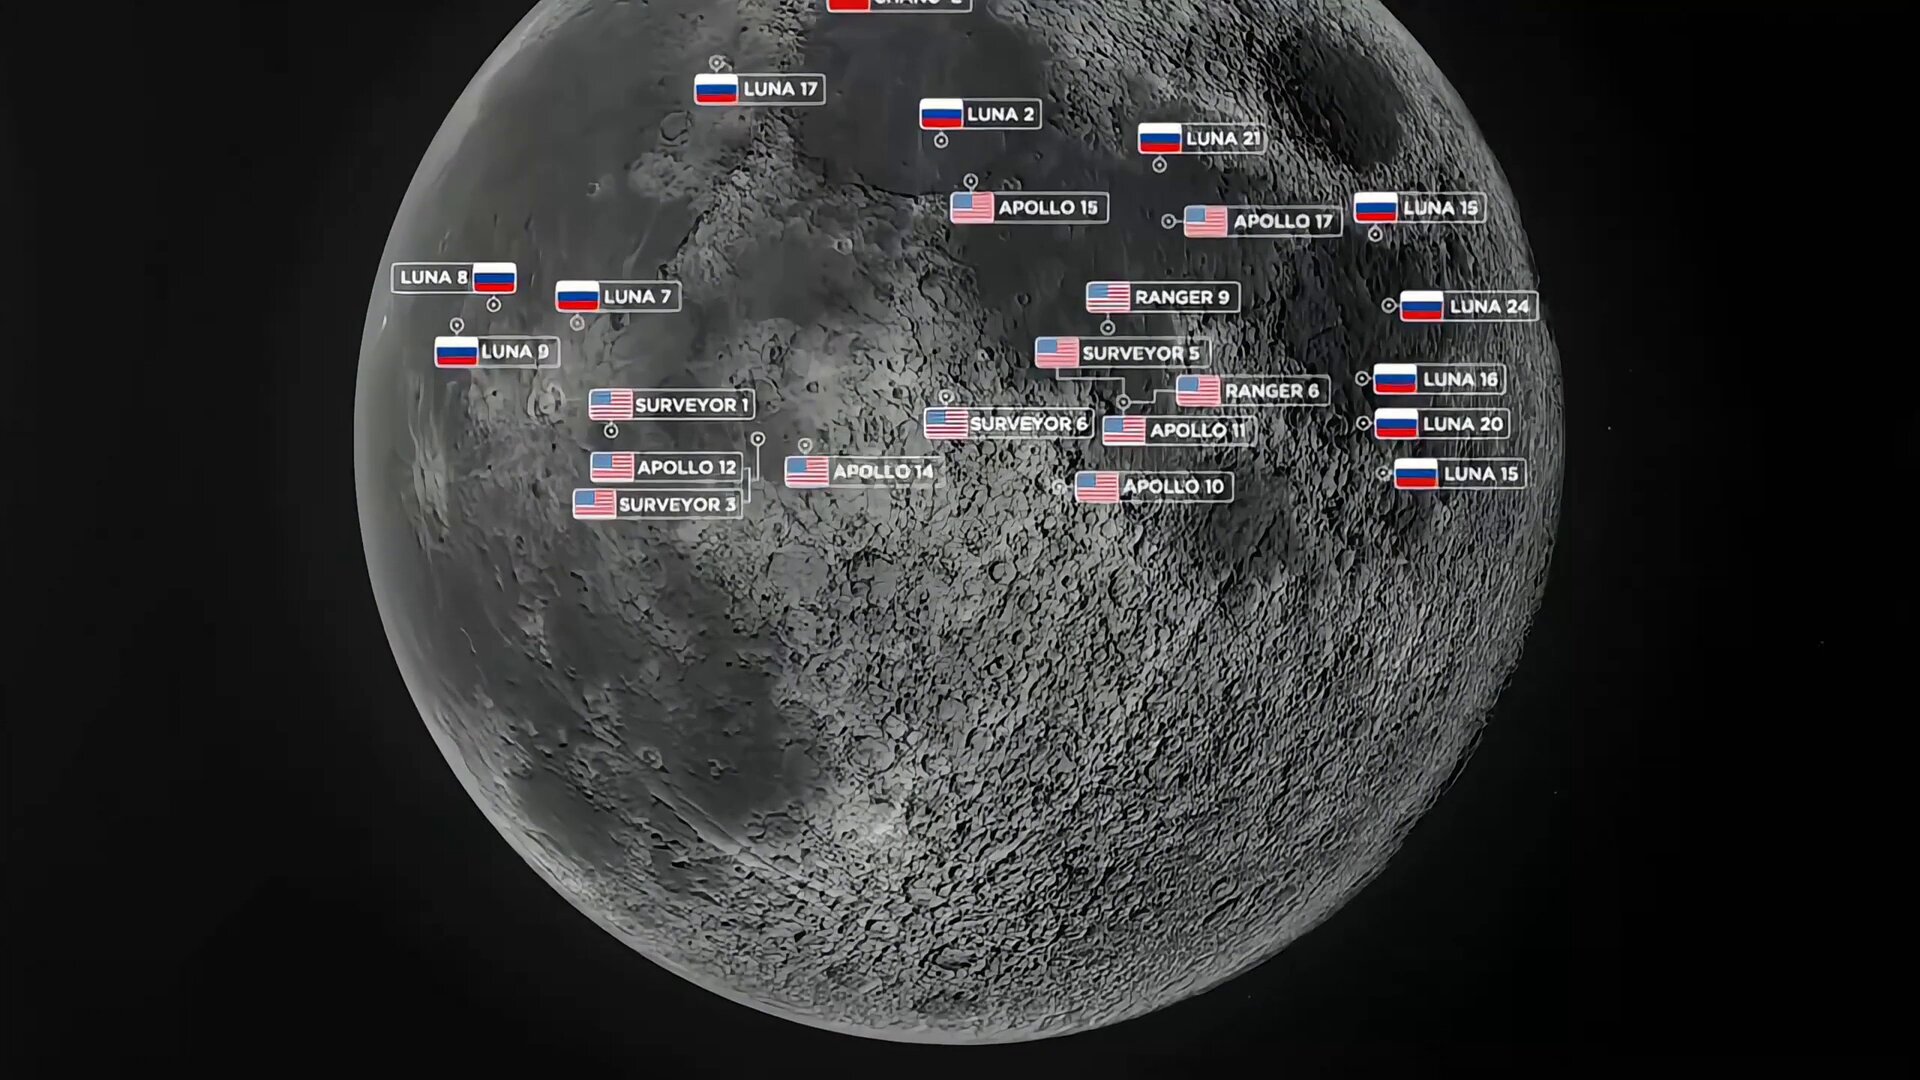 LUNA 17
LUNA 2
LUNA 21
APOLLO 15
APOLLO 17
LUNA 15
LUNA 8
LUNA 7
RANGER 9
LUNA 24
LUNA 9
SURVEYOR 5
LUNA 16
RANGER 6
SURVEYOR 1
SURVEYOR 6
APOLLO 11
LUNA 20
APOLLO 12
APOLLO 14
LUNA 15
APOLLO 10
SURVEYOR 3